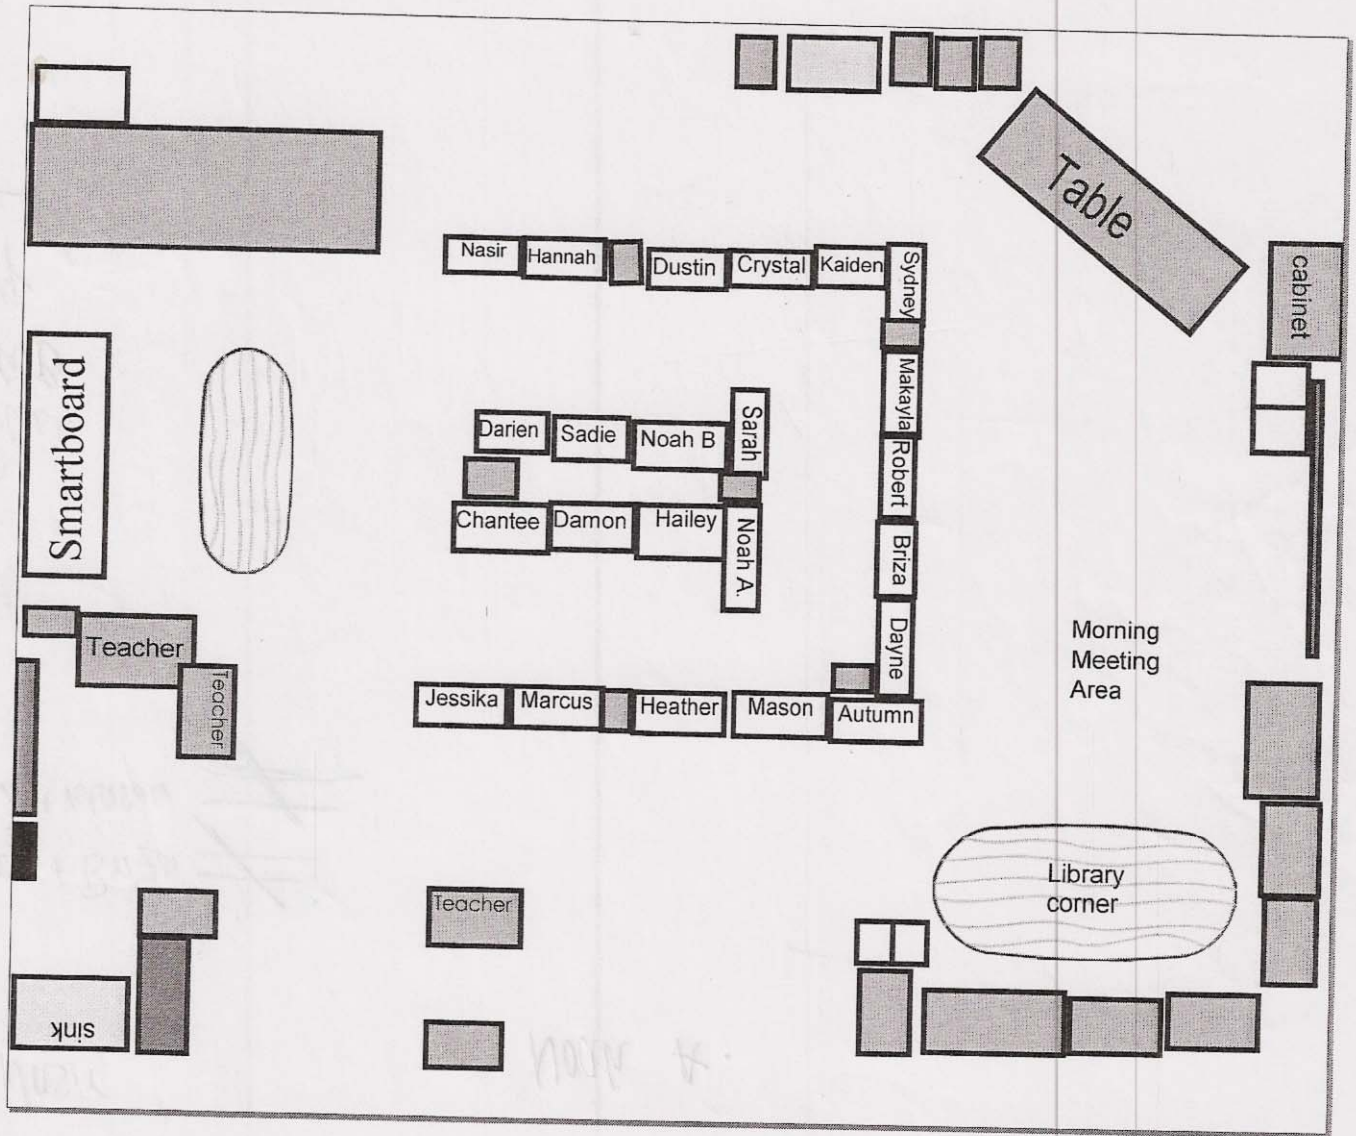 Table
cabinet
Nasir
Hannah
Dustin
Crystal
Kaiden
Sydney
Makayla
Robert
Briza
Dayne
Smartboard
Darien
Sadie
Noah B
Sarah
Chantee
Damon
Hailey
Noah A.
Teacher
Teacher
Jessika
Marcus
Heather
Mason
Autumn
Morning
Meeting
Area
Library
corner
Teacher
sink